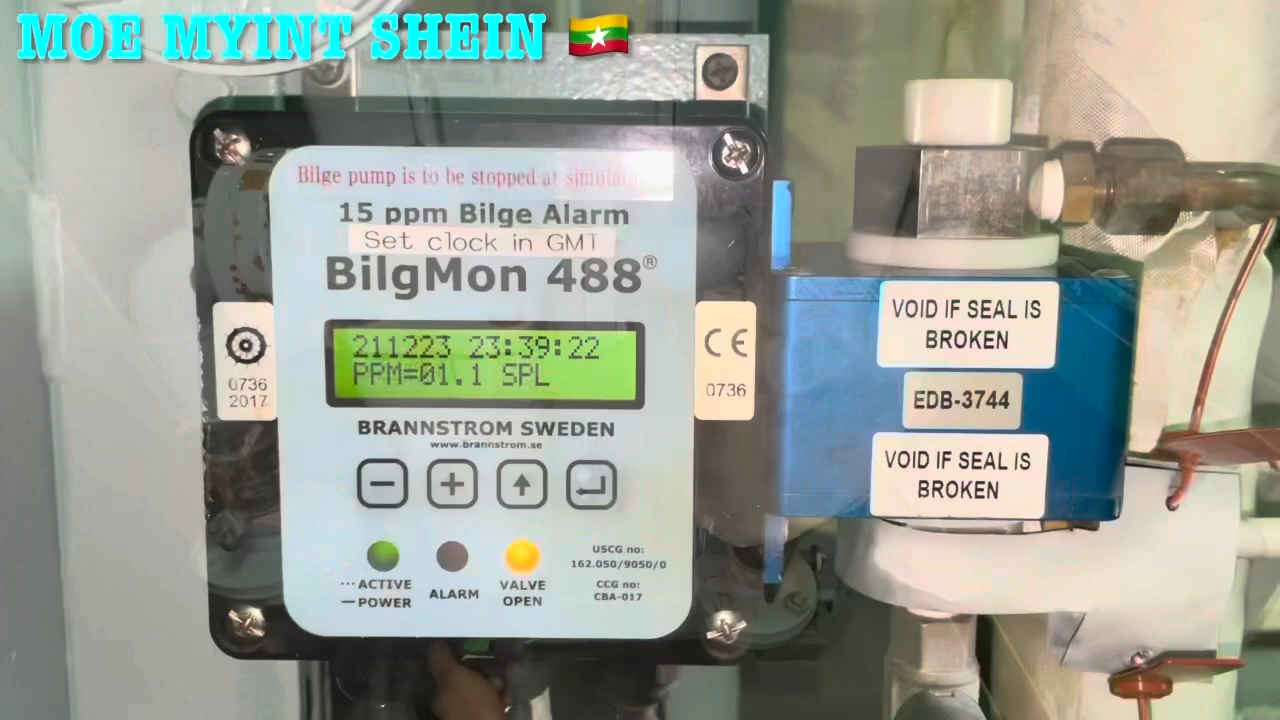 MOE MYINT SHEIN 🇲🇲
Bilge pump is to be stopped at
15 ppm Bilge Alarm
Set clock in GMT
BilgMon 488®
211223 23:39:22
PPM=01.1 SPL
BRANNSTROM SWEDEN
www.brannstrom.se
− +
··· ACTIVE
— POWER
ALARM
VALVE
OPEN
USCG no:
162.050/9050/0
CCG no:
CBA-017
0736
2017
CE
0736
VOID IF SEAL IS
BROKEN
EDB-3744
VOID IF SEAL IS
BROKEN